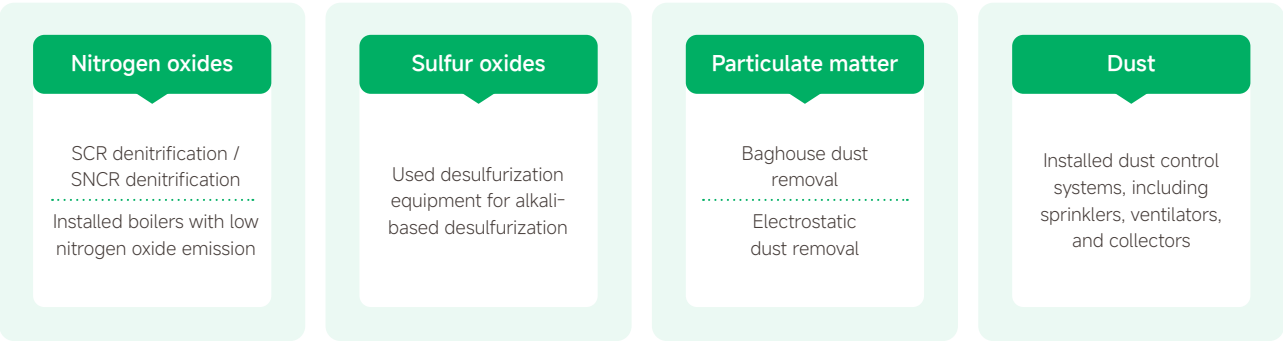 Nitrogen oxides
SCR denitrification /
SNCR denitrification
Installed boilers with low
nitrogen oxide emission
Sulfur oxides
Used desulfurization
equipment for alkali-
based desulfurization
Particulate matter
Baghouse dust
removal
Electrostatic
dust removal
Dust
Installed dust control
systems, including
sprinklers, ventilators,
and collectors